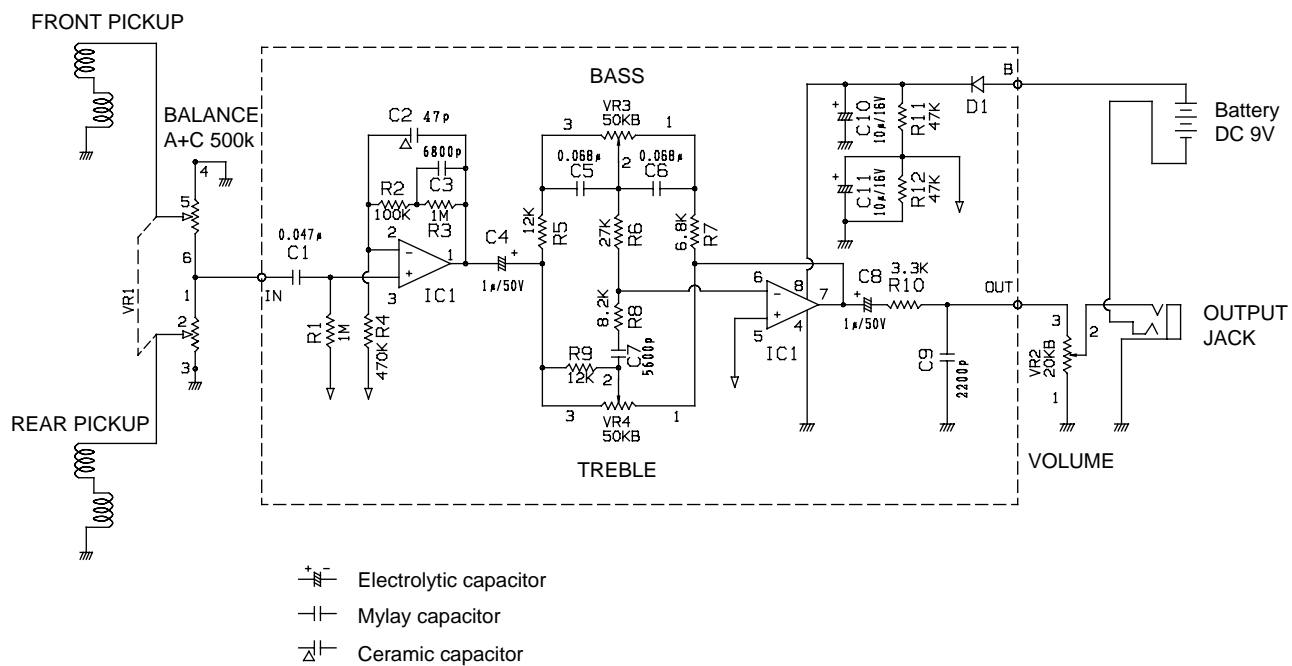 FRONT PICKUP
BALANCE
A+C 500k
4
5
6
1
2
3
VR1
REAR PICKUP
0.047μ
C1
IN
R1
1M
C2 47p
6800p
C3
R2
100K
1M
R3
2
-
+
3
1
IC1
R4
470K
C4
+
1μ/50V
BASS
VR3
50KB
3
1
2
0.068μ
C5
0.068μ
C6
12K
R5
27K
R6
6.8K
R7
8.2K
R8
C7
5600p
R9
12K
2
3
1
VR4
50KB
TREBLE
6
-
+
5
8
7
4
IC1
C8
+
1μ/50V
3.3K
R10
C9
2200p
OUT
+
C10
10μ/16V
R11
47K
+
C11
10μ/16V
R12
47K
D1
B
Battery
DC 9V
3
2
VR2
20KB
1
VOLUME
OUTPUT
JACK
+ -
Electrolytic capacitor
Mylay capacitor
Ceramic capacitor